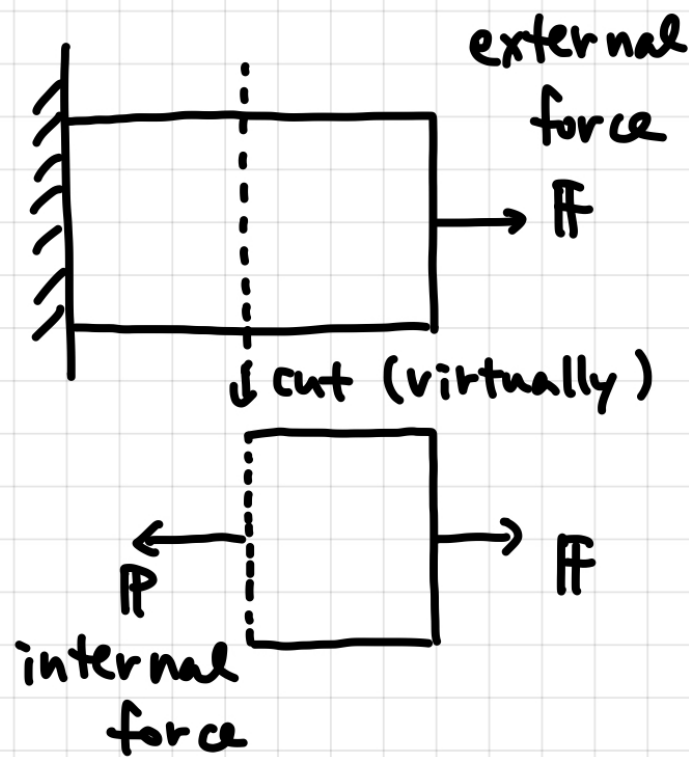 external
force
𝔽
cut (virtually)
𝔽
ℙ
internal
force